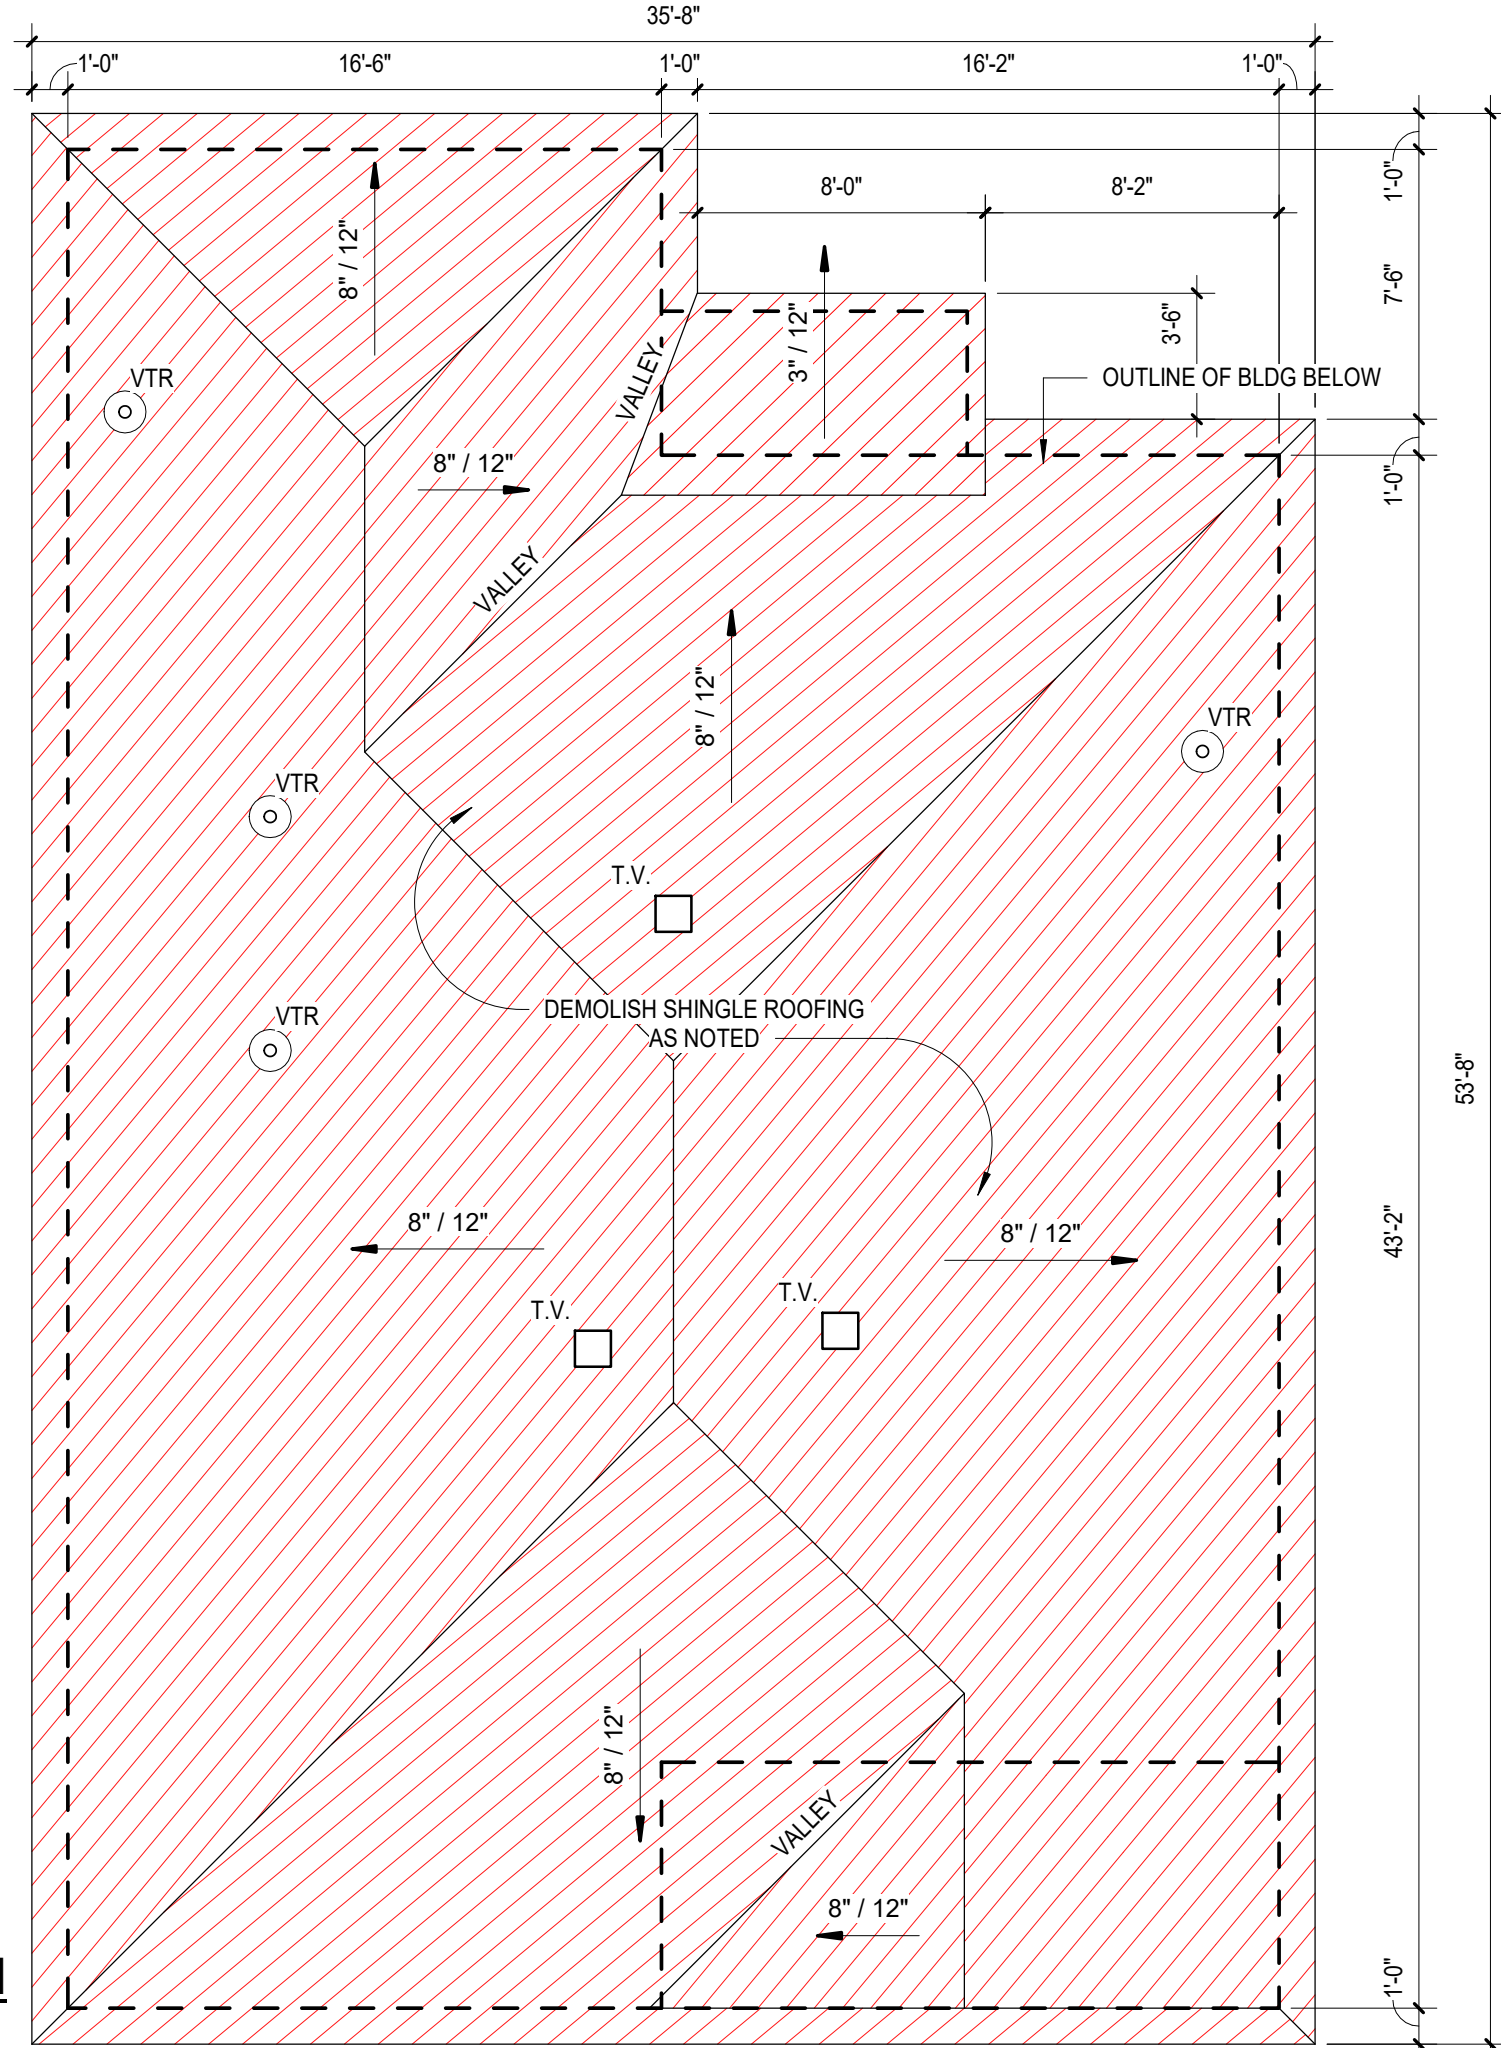 35'-8"
1'-0"
16'-6"
1'-0"
16'-2"
1'-0"
8'-0"
8'-2"
1'-0"
8" / 12"
7'-6"
3" / 12"
3'-6"
VALLEY
VTR
OUTLINE OF BLDG BELOW
8" / 12"
1'-0"
VALLEY
8" / 12"
VTR
VTR
T.V.
DEMOLISH SHINGLE ROOFING
AS NOTED
VTR
53'-8"
8" / 12"
8" / 12"
43'-2"
T.V.
T.V.
8" / 12"
VALLEY
8" / 12"
1'-0"